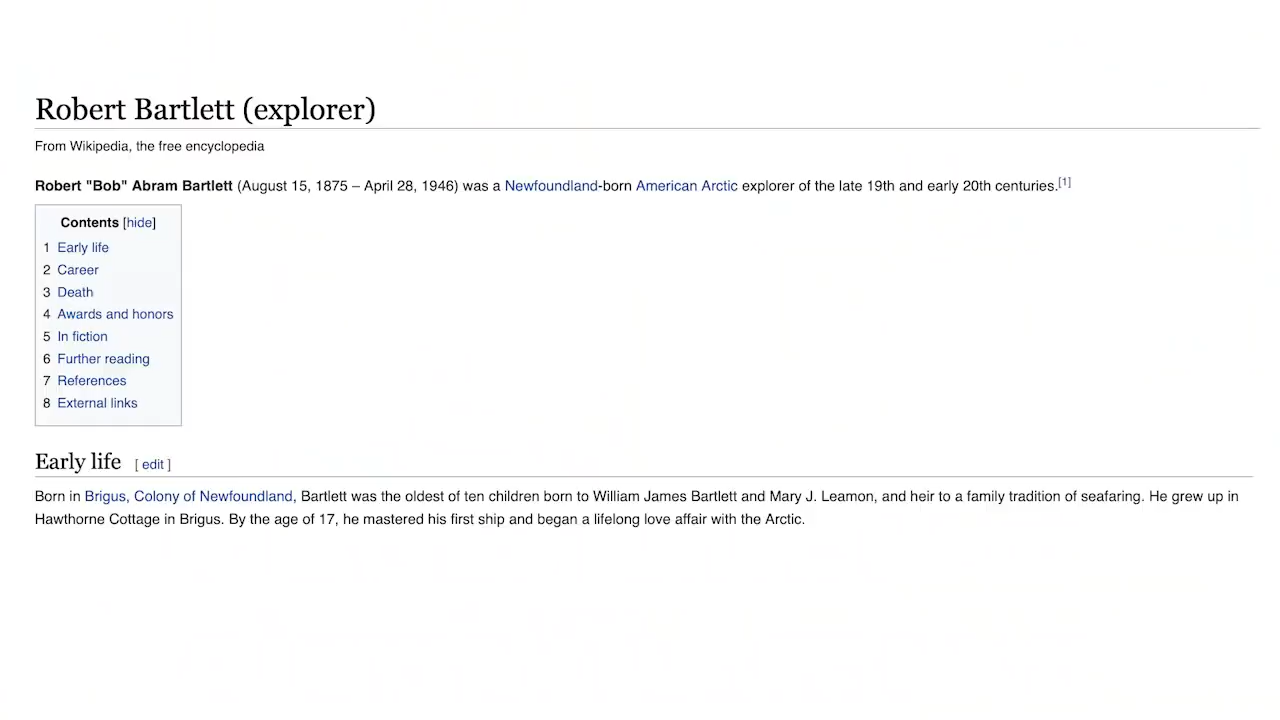 Robert Bartlett (explorer)
From Wikipedia, the free encyclopedia
Robert "Bob" Abram Bartlett (August 15, 1875 – April 28, 1946) was a Newfoundland-born American Arctic explorer of the late 19th and early 20th centuries.[1]
Contents [hide]
1 Early life
2 Career
3 Death
4 Awards and honors
5 In fiction
6 Further reading
7 References
8 External links
Early life [ edit ]
Born in Brigus, Colony of Newfoundland, Bartlett was the oldest of ten children born to William James Bartlett and Mary J. Leamon, and heir to a family tradition of seafaring. He grew up in
Hawthorne Cottage in Brigus. By the age of 17, he mastered his first ship and began a lifelong love affair with the Arctic.